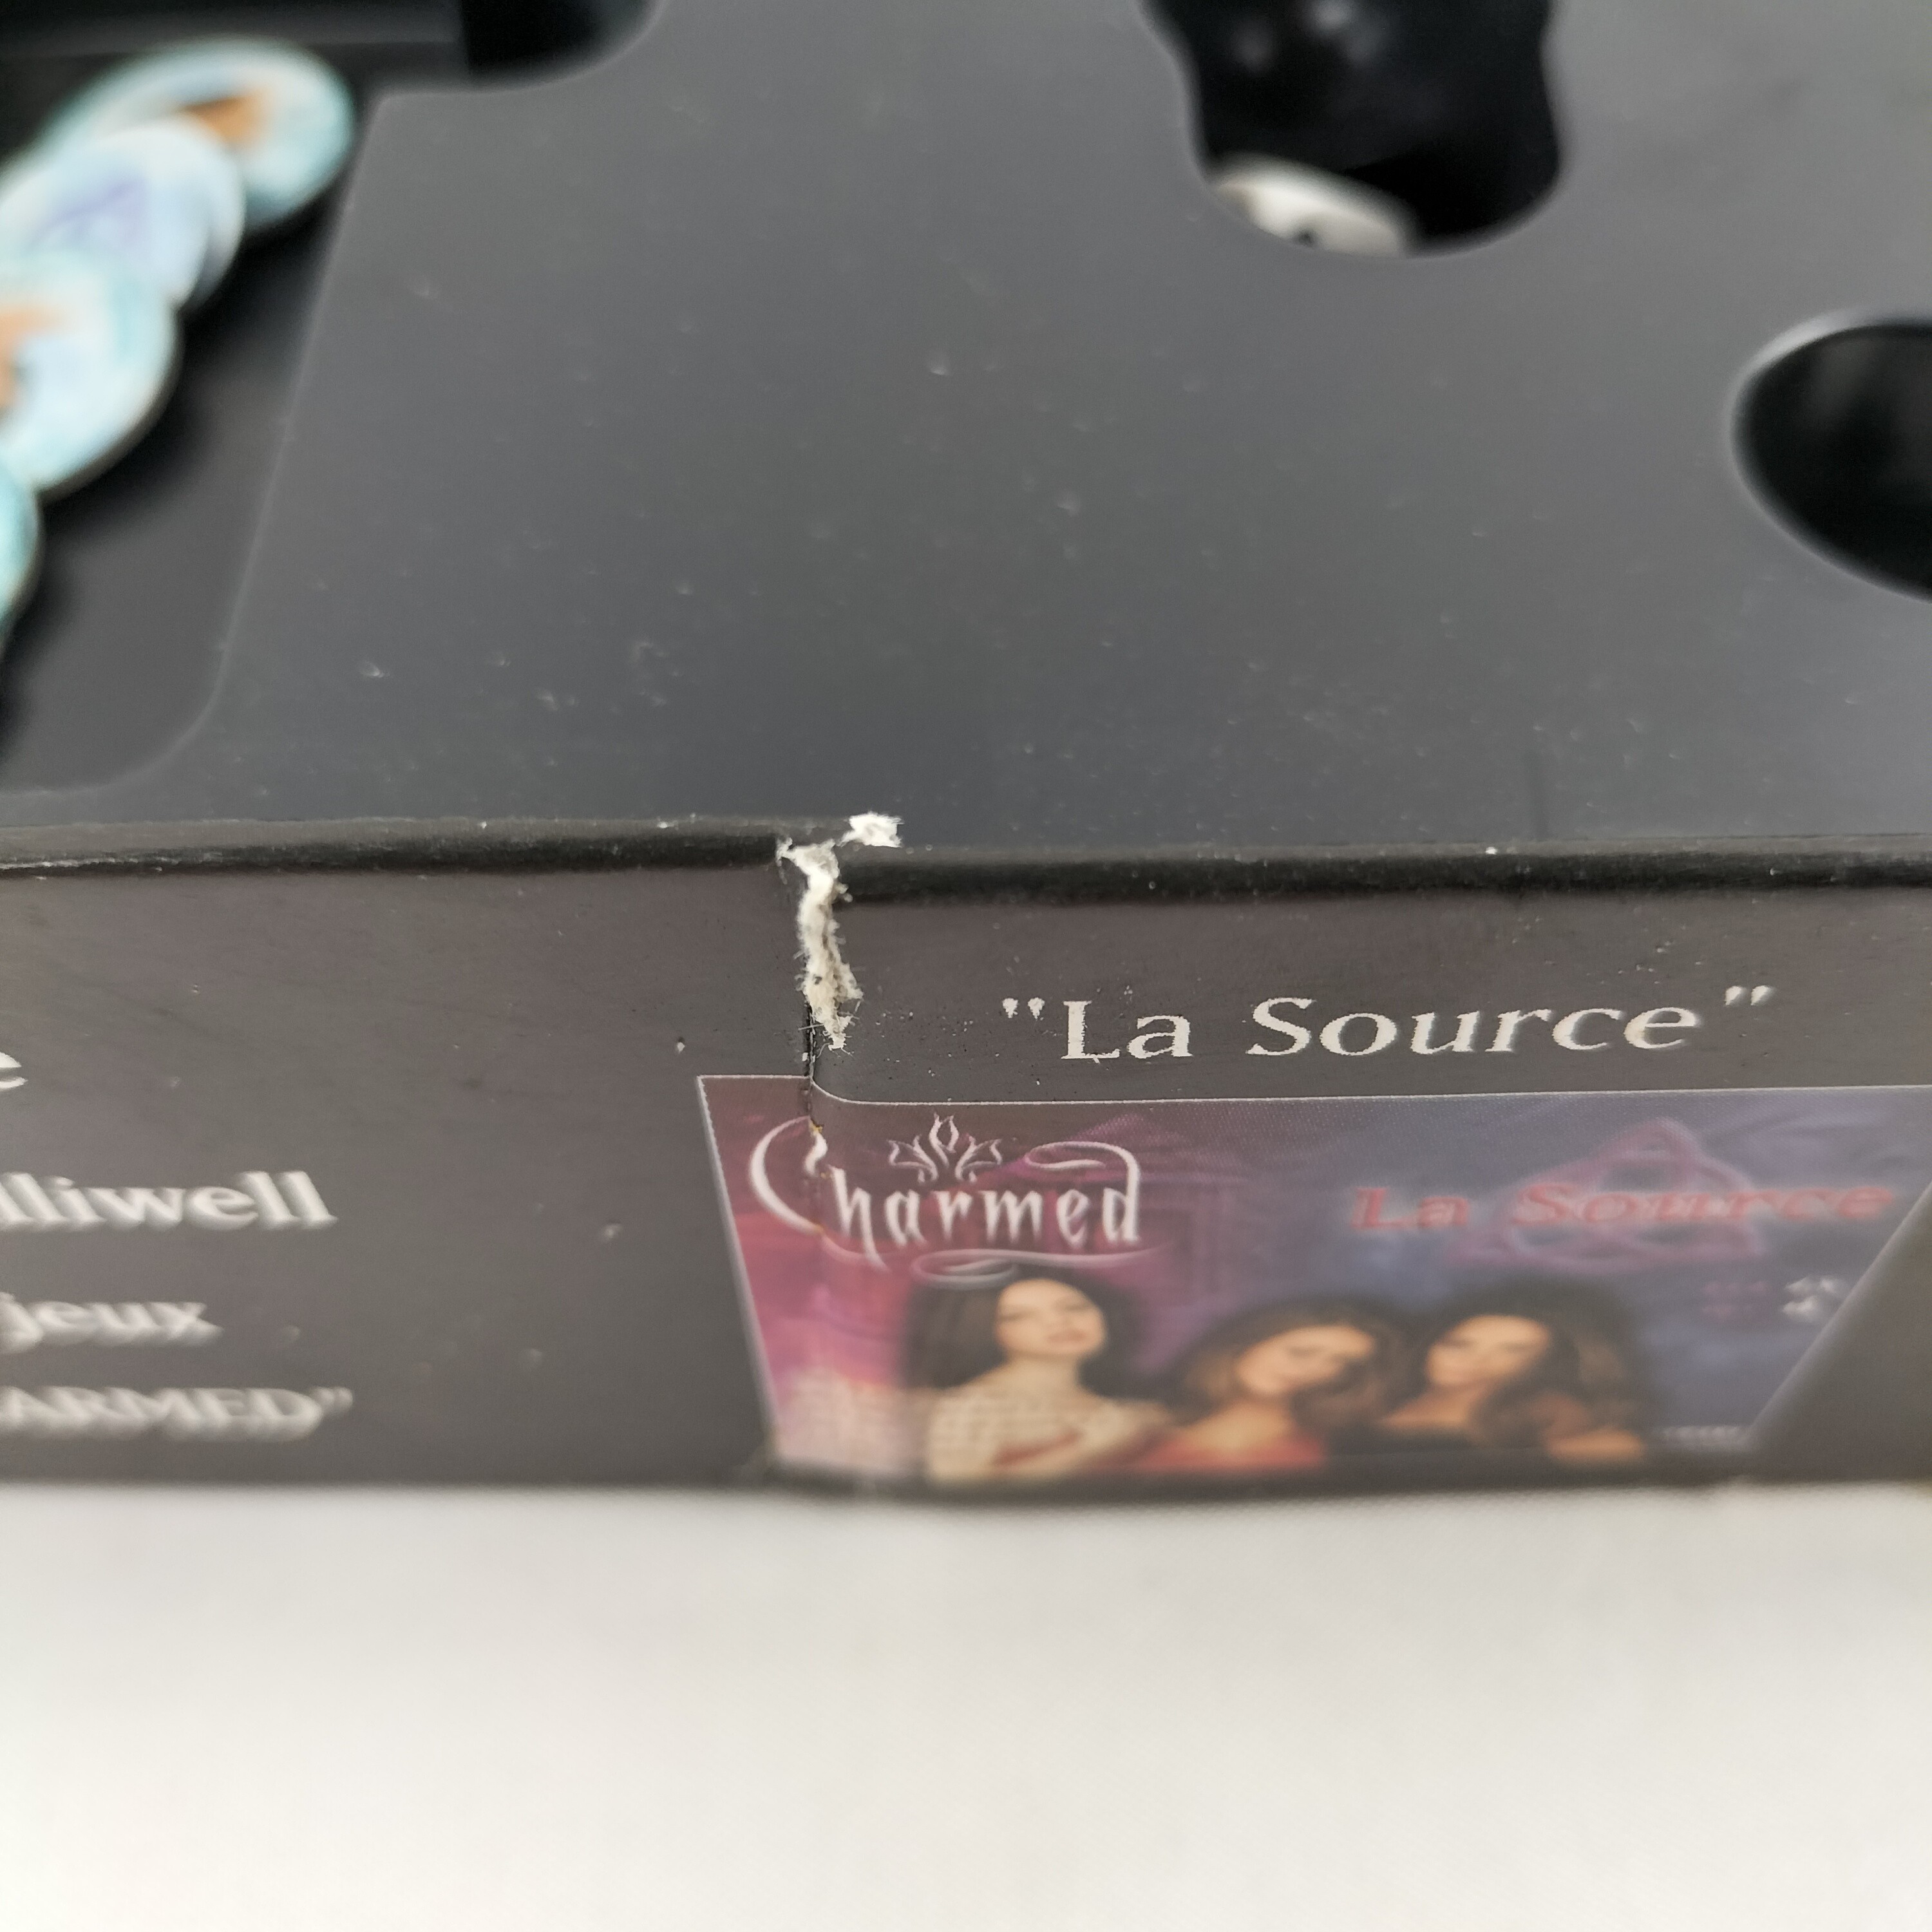 "La Source"
e
Charmed
La Source
lliwell
jeux
ARMED"